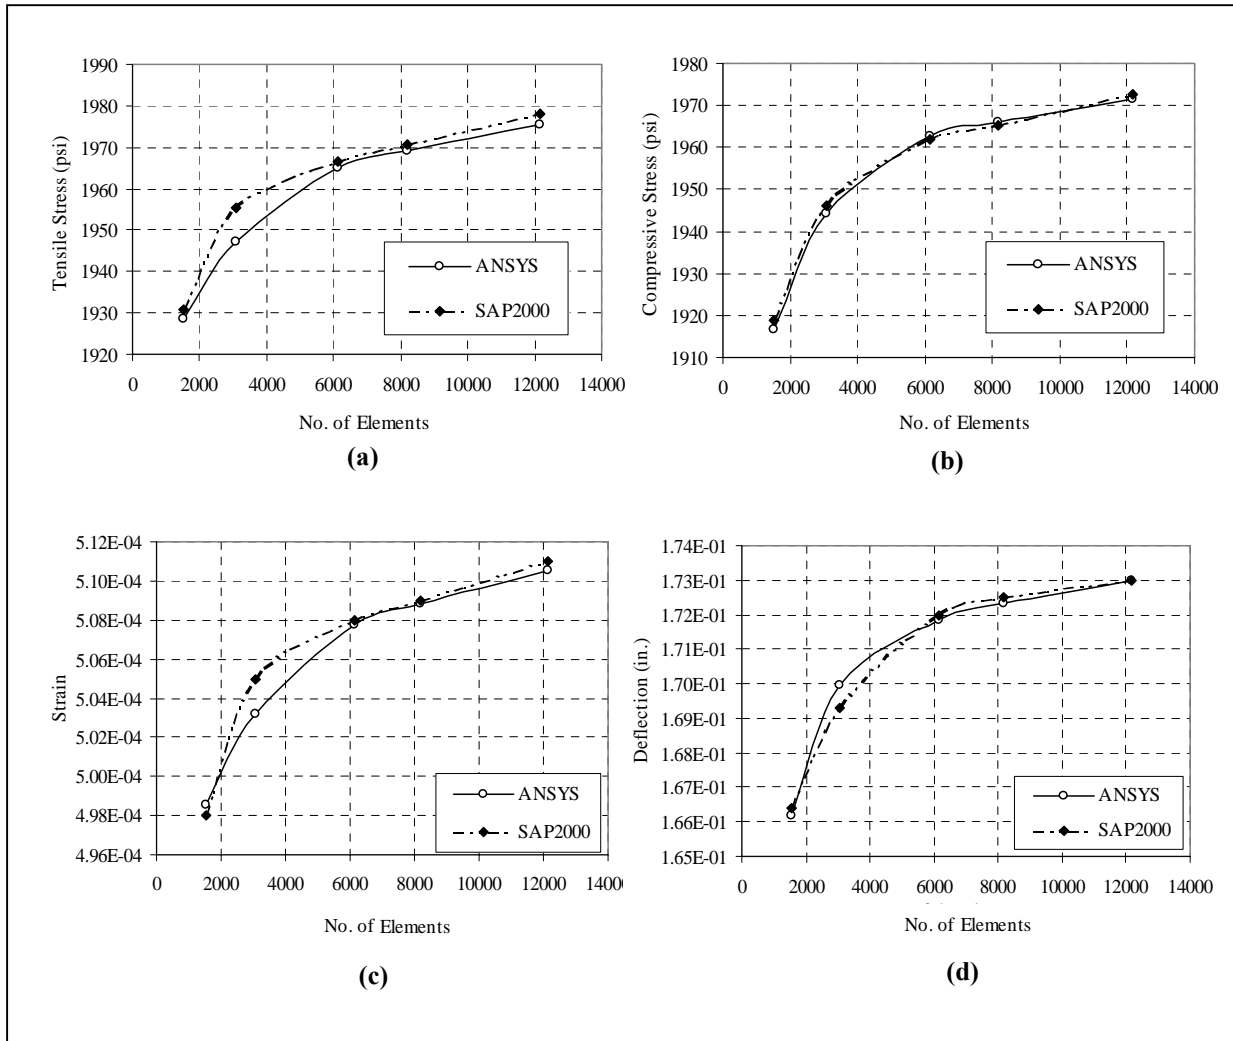 1990
1980
1970
1960
1950
1940
1930
1920
Tensile Stress (psi)
0 2000 4000 6000 8000 10000 12000 14000
No. of Elements
ANSYS
SAP2000
(a)
1980
1970
1960
1950
1940
1930
1920
1910
Compressive Stress (psi)
0 2000 4000 6000 8000 10000 12000 14000
No. of Elements
ANSYS
SAP2000
(b)
5.12E-04
5.10E-04
5.08E-04
5.06E-04
5.04E-04
5.02E-04
5.00E-04
4.98E-04
4.96E-04
Strain
0 2000 4000 6000 8000 10000 12000 1400
No. of Elements
ANSYS
SAP2000
(c)
1.74E-01
1.73E-01
1.72E-01
1.71E-01
1.70E-01
1.69E-01
1.68E-01
1.67E-01
1.66E-01
1.65E-01
Deflection (in.)
0 2000 4000 6000 8000 10000 12000 14000
No. of Elements
ANSYS
SAP2000
(d)